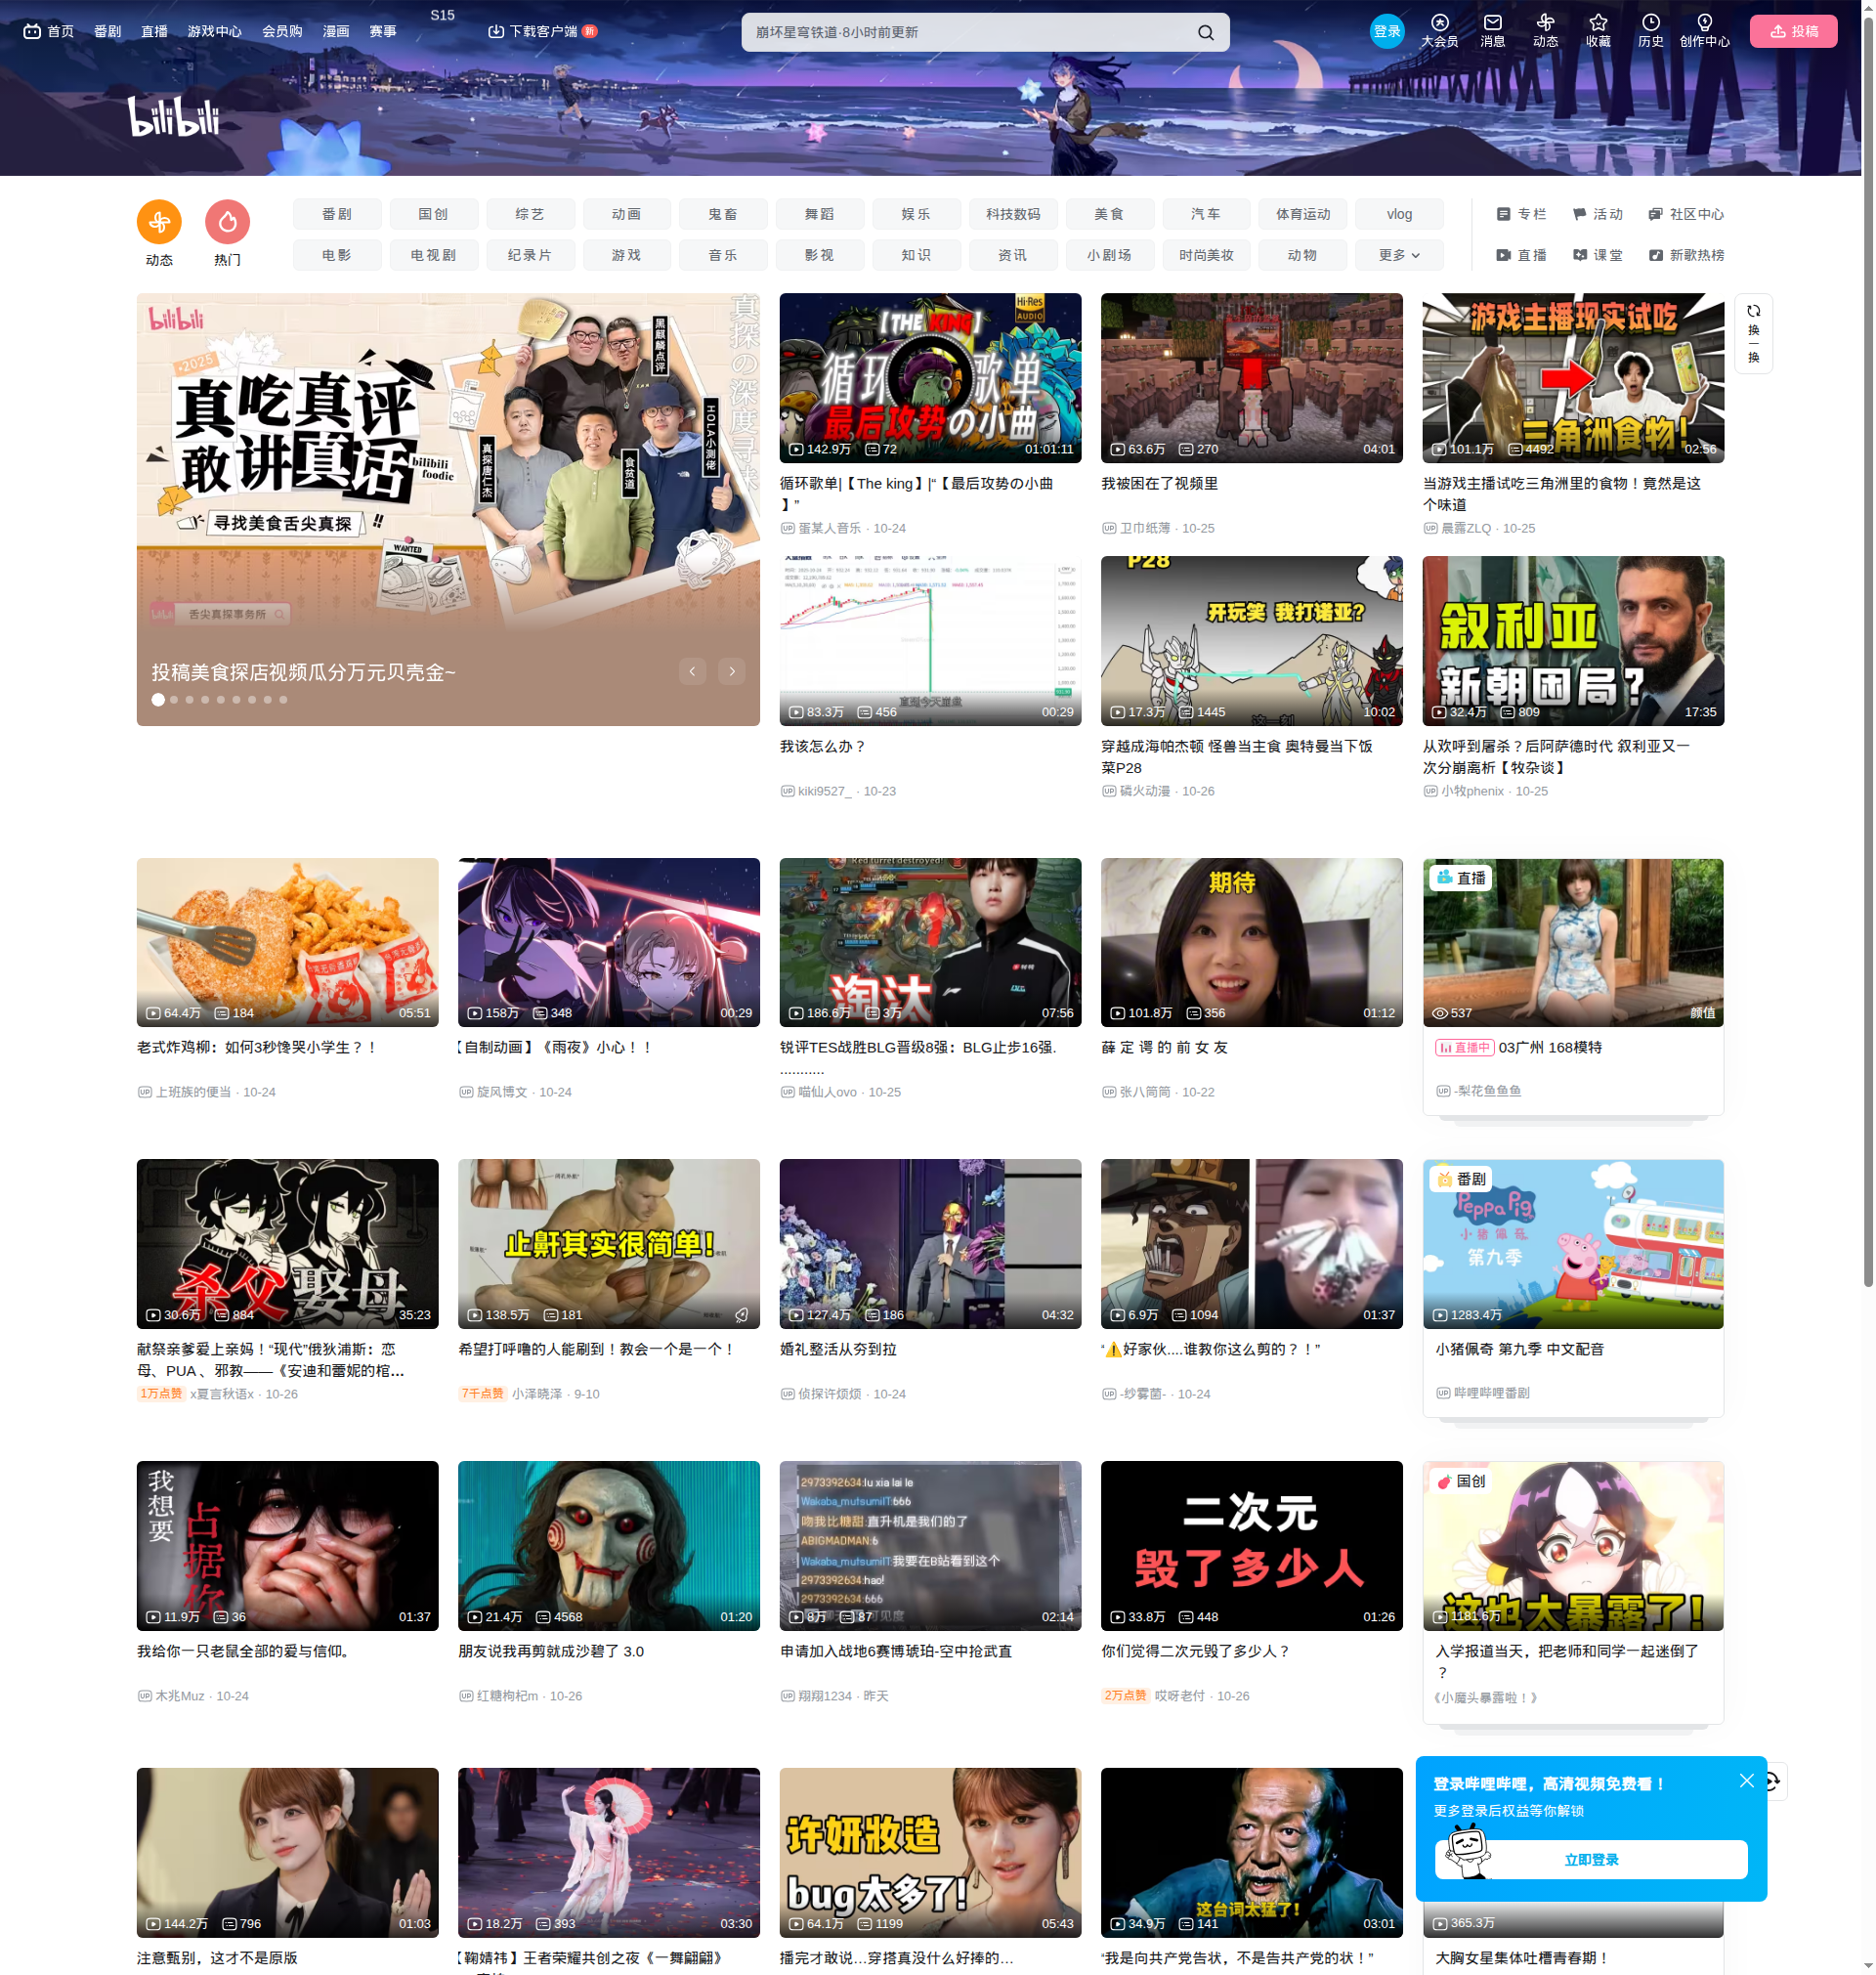 首页 番剧 直播 游戏中心 会员购 漫画 赛事 S15 下载客户端 新
崩坏星穹铁道·8小时前更新
登录 大会员 消息 动态 收藏 历史 创作中心 投稿
bilibili
动态 热门
番剧 国创 综艺 动画 鬼畜 舞蹈 娱乐 科技数码 美食 汽车 体育运动 vlog
电影 电视剧 纪录片 游戏 音乐 影视 知识 资讯 小剧场 时尚美妆 动物 更多
专栏 活动 社区中心
直播 课堂 新歌热榜
bilibili
2025
真吃真评
敢讲真话
bilibili
foodie
寻找美食舌尖真探 !!
真探の深度寻味
黑麒麟点评
HOLA小测佬
真探唐仁杰
食贫道
WANTED
舌尖真探事务所
投稿美食探店视频瓜分万元贝壳金~
Hi-Res
AUDIO
【THE KING】
循环歌单
最后攻势の小曲
142.9万 72 01:01:11
循环歌单|【The king】|“【最后攻势の小曲
】”
蛋某人音乐 · 10-24
63.6万 270 04:01
我被困在了视频里
卫巾纸薄 · 10-25
游戏主播现实试吃
三角洲食物!
101.1万 4492 02:56
当游戏主播试吃三角洲里的食物！竟然是这
个味道
晨露ZLQ · 10-25
换一换
83.3万 456 00:29
我该怎么办？
kiki9527_ · 10-23
P28
开玩笑 我打诺亚？
17.3万 1445 10:02
穿越成海帕杰顿 怪兽当主食 奥特曼当下饭
菜P28
磷火动漫 · 10-26
叙利亚
新朝困局?
32.4万 809 17:35
从欢呼到屠杀？后阿萨德时代 叙利亚又一
次分崩离析【牧杂谈】
小牧phenix · 10-25
64.4万 184 05:51
老式炸鸡柳：如何3秒馋哭小学生？！
上班族的便当 · 10-24
158万 348 00:29
【自制动画】《雨夜》小心！！
旋风博文 · 10-24
Red turret destroyed!
淘汰
186.6万 3万 07:56
锐评TES战胜BLG晋级8强：BLG止步16强.
...........
喵仙人ovo · 10-25
期待
101.8万 356 01:12
薛 定 谔 的 前 女 友
张八筒筒 · 10-22
直播
537 颜值
直播中 03广州 168模特
-梨花鱼鱼鱼
杀父娶母
30.6万 884 35:23
献祭亲爹爱上亲妈！“现代”俄狄浦斯：恋
母、PUA 、邪教——《安迪和蕾妮的棺...
1万点赞 x夏言秋语x · 10-26
止鼾其实很简单!
138.5万 181
希望打呼噜的人能刷到！教会一个是一个！
7千点赞 小泽晓泽 · 9-10
127.4万 186 04:32
婚礼整活从夯到拉
侦探许烦烦 · 10-24
6.9万 1094 01:37
“⚠️好家伙....谁教你这么剪的？！”
-纱雾菌- · 10-24
番剧
Peppa Pig
小猪佩奇
第九季
1283.4万
小猪佩奇 第九季 中文配音
哔哩哔哩番剧
我想要
占据你
11.9万 36 01:37
我给你一只老鼠全部的爱与信仰。
木兆Muz · 10-24
21.4万 4568 01:20
朋友说我再剪就成沙碧了 3.0
红糖枸杞m · 10-26
2973392634:lu xia lai le
Wakaba_mutsumiIT:666
吻我比糖甜:直升机是我们的了
ABIGMADMAN:6
Wakaba_mutsumiIT:我要在B站看到这个
2973392634:hao!
2973392634:666
8万 87 02:14
申请加入战地6赛博琥珀-空中抢武直
翔翔1234 · 昨天
二次元
毁了多少人
33.8万 448 01:26
你们觉得二次元毁了多少人？
2万点赞 哎呀老付 · 10-26
国创
这也太暴露了!
1181.6万
入学报道当天，把老师和同学一起迷倒了
？
《小魔头暴露啦！》
144.2万 796 01:03
注意甄别，这才不是原版
18.2万 393 03:30
【鞠婧祎】王者荣耀共创之夜《一舞翩翩》
许妍妆造
bug太多了!
64.1万 1199 05:43
播完才敢说…穿搭真没什么好捧的…
这台词太猛了!
34.9万 141 03:01
“我是向共产党告状，不是告共产党的状！”
登录哔哩哔哩，高清视频免费看！
更多登录后权益等你解锁
立即登录
365.3万
大胸女星集体吐槽青春期！